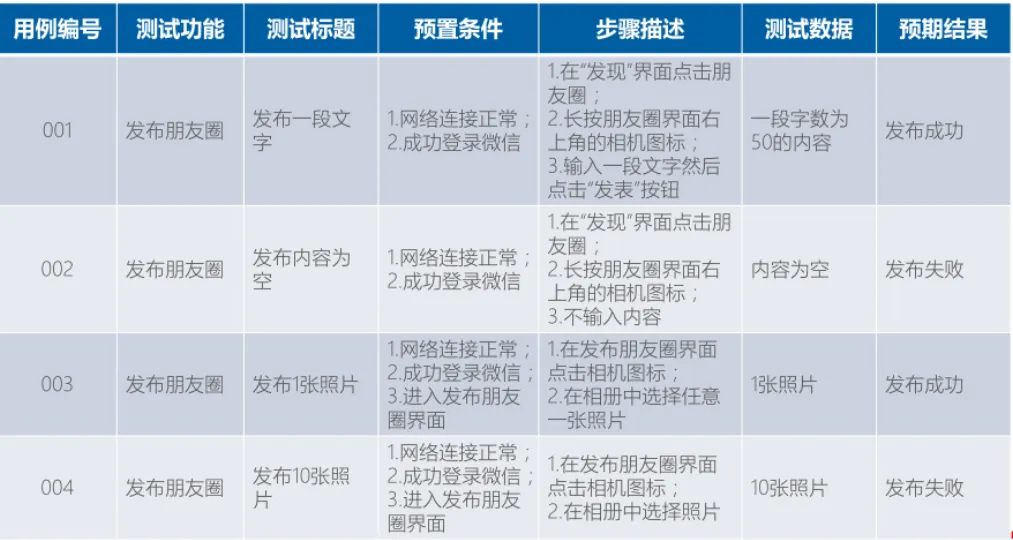 用例编号 测试功能 测试标题 预置条件 步骤描述 测试数据 预期结果
001
发布朋友圈
发布一段文
字
1.网络连接正常；
2.成功登录微信
1.在“发现”界面点击朋
友圈；
2.长按朋友圈界面右
上角的相机图标；
3.输入一段文字然后
点击“发表”按钮
一段字数为
50的内容
发布成功
002
发布朋友圈
发布内容为
空
1.网络连接正常；
2.成功登录微信
1.在“发现”界面点击朋
友圈；
2.长按朋友圈界面右
上角的相机图标；
3.不输入内容
内容为空
发布失败
003
发布朋友圈
发布1张照片
1.网络连接正常；
2.成功登录微信；
3.进入发布朋友
圈界面
1.在发布朋友圈界面
点击相机图标；
2.在相册中选择任意
一张照片
1张照片
发布成功
004
发布朋友圈
发布10张照
片
1.网络连接正常；
2.成功登录微信；
3.进入发布朋友
圈界面
1.在发布朋友圈界面
点击相机图标；
2.在相册中选择照片
10张照片
发布失败